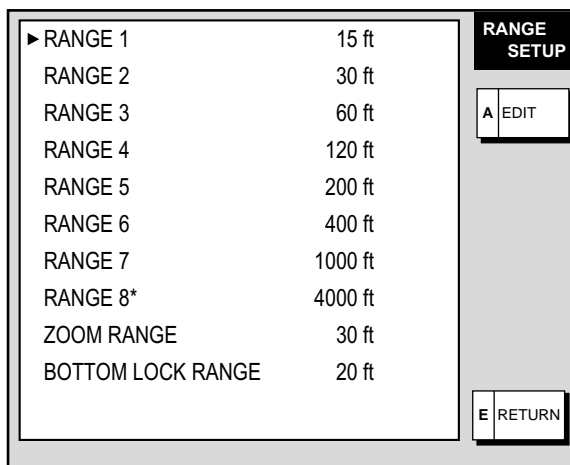 ►RANGE 1 15 ft
RANGE 2 30 ft
RANGE 3 60 ft
RANGE 4 120 ft
RANGE 5 200 ft
RANGE 6 400 ft
RANGE 7 1000 ft
RANGE 8* 4000 ft
ZOOM RANGE 30 ft
BOTTOM LOCK RANGE 20 ft
RANGE
SETUP
A EDIT
E RETURN